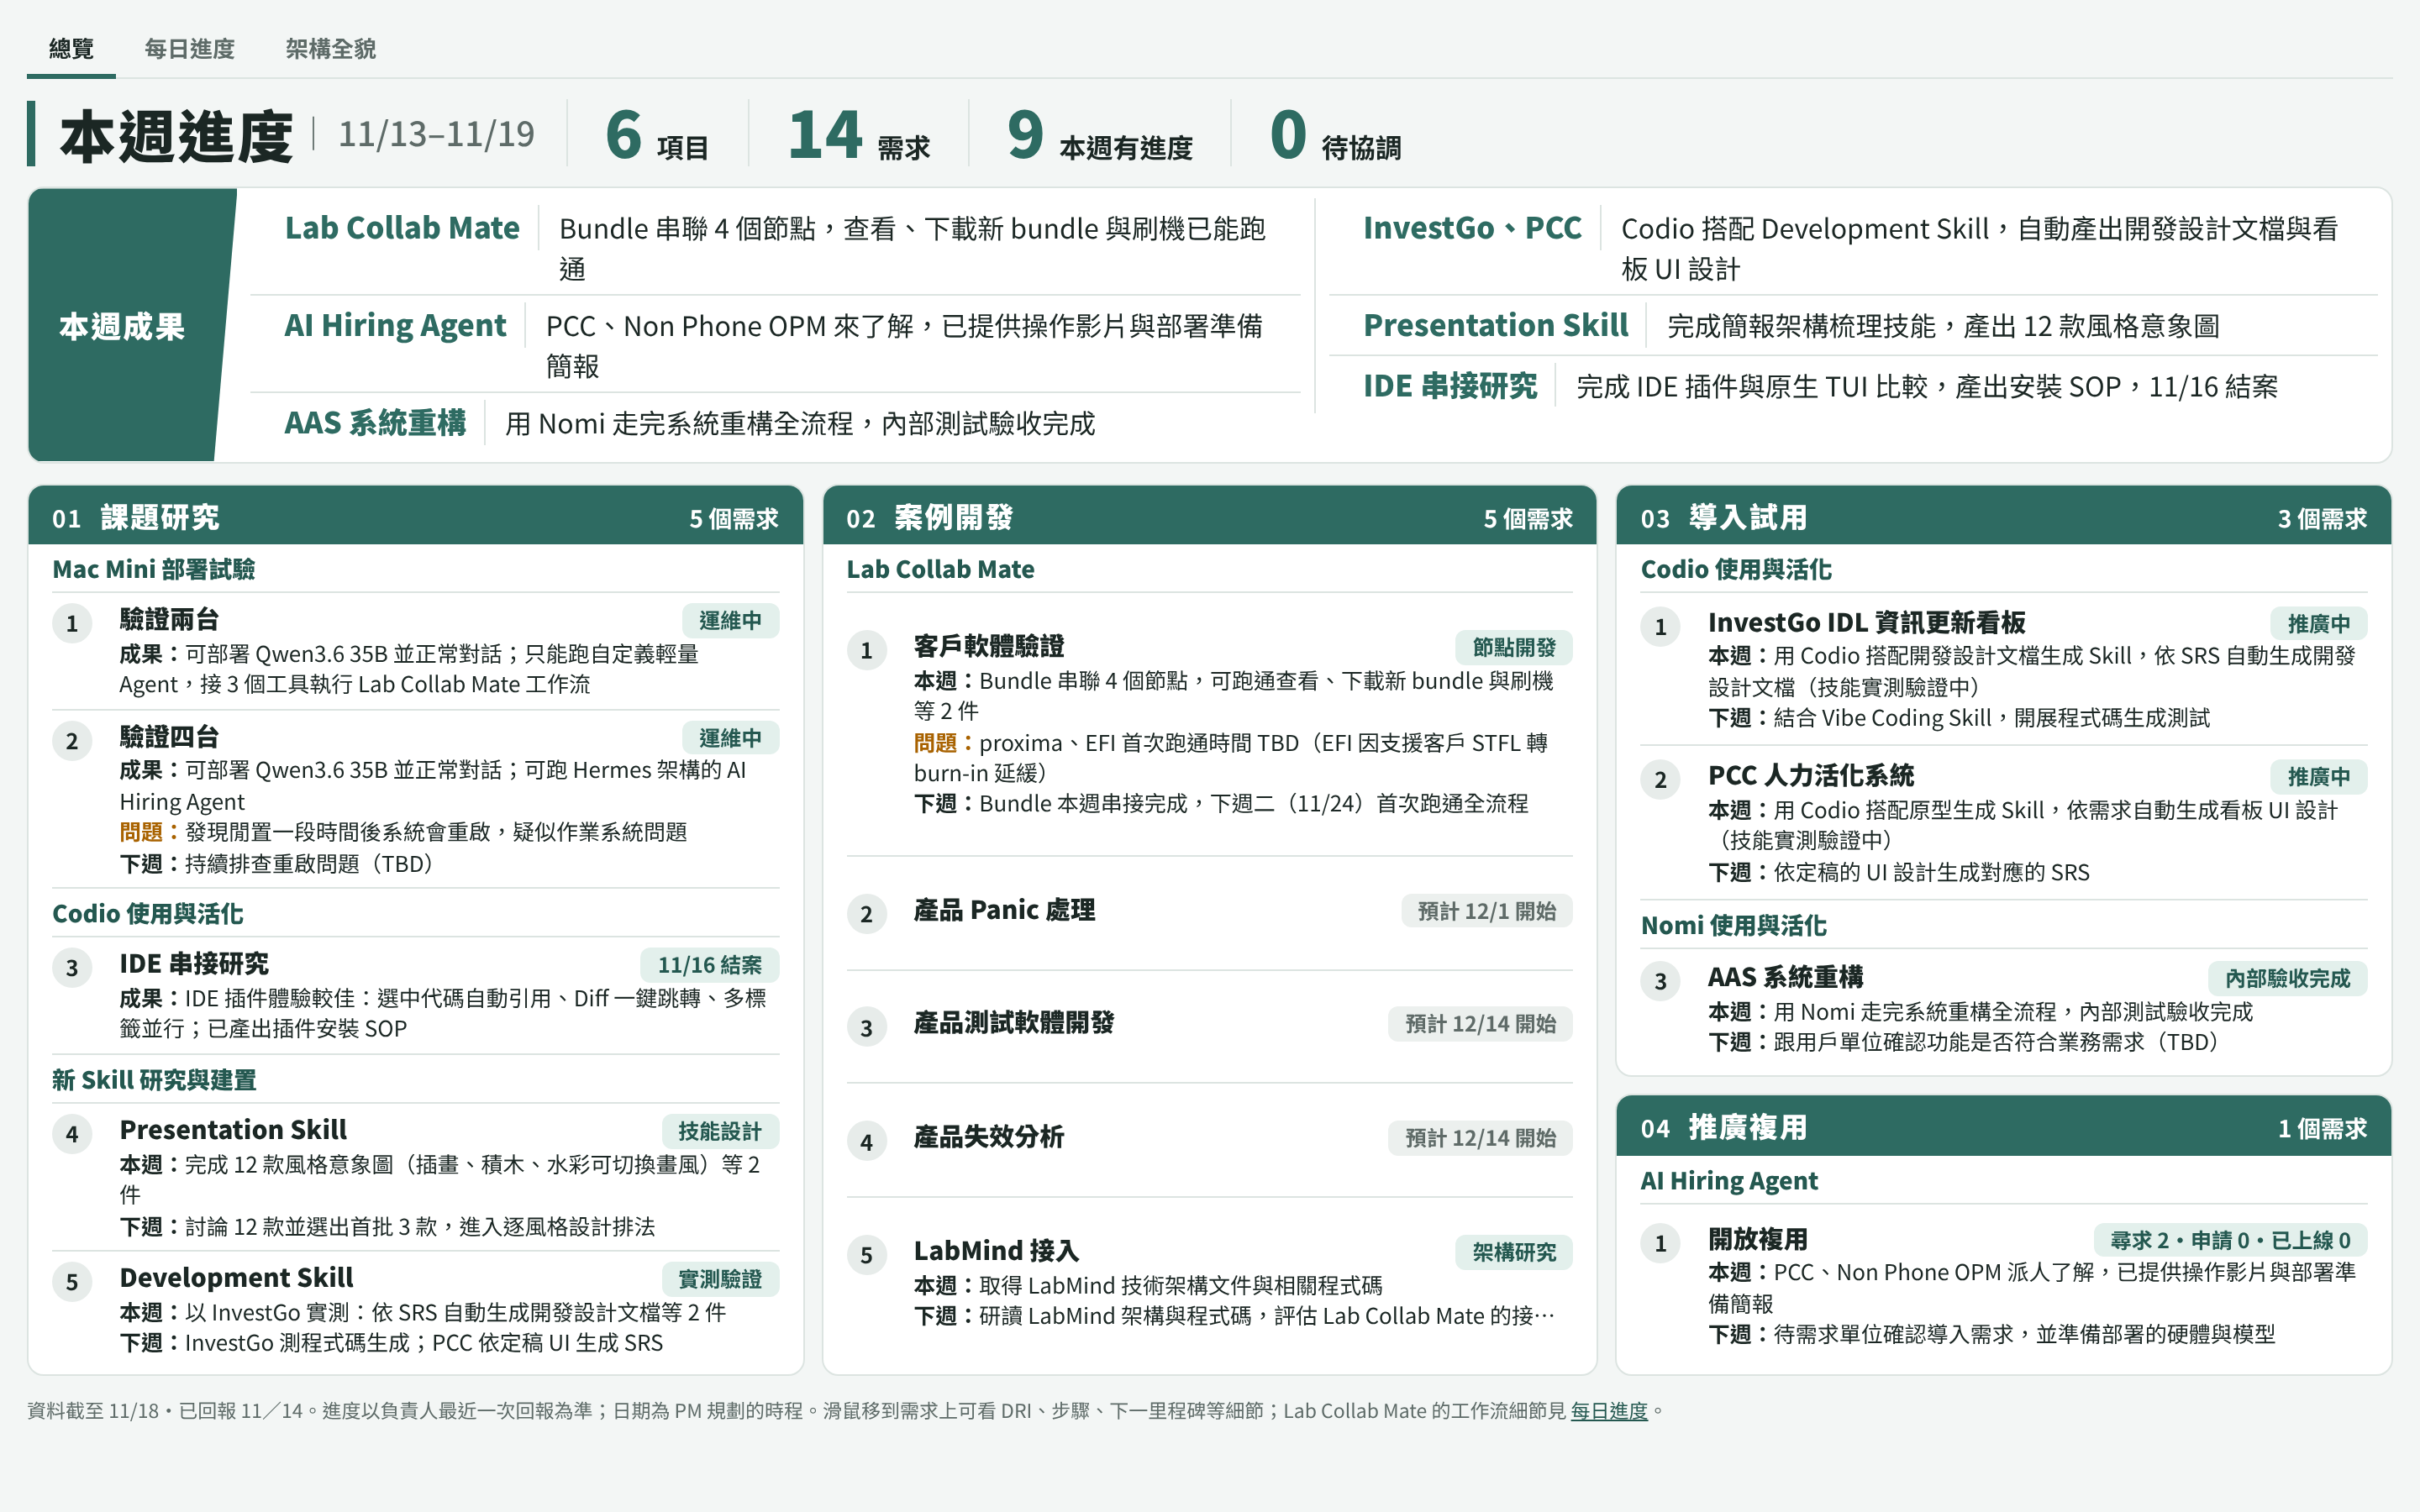 總覽 每日進度 架構全貌
本週進度 11/13–11/19 6 項目 14 需求 9 本週有進度 0 待協調
本週成果
Lab Collab Mate Bundle 串聯 4 個節點，查看、下載新 bundle 與刷機已能跑
通
AI Hiring Agent PCC、Non Phone OPM 來了解，已提供操作影片與部署準備
簡報
AAS 系統重構 用 Nomi 走完系統重構全流程，內部測試驗收完成
InvestGo、PCC Codio 搭配 Development Skill，自動產出開發設計文檔與看
板 UI 設計
Presentation Skill 完成簡報架構梳理技能，產出 12 款風格意象圖
IDE 串接研究 完成 IDE 插件與原生 TUI 比較，產出安裝 SOP，11/16 結案
01 課題研究 5 個需求
Mac Mini 部署試驗
1 驗證兩台 運維中
成果：可部署 Qwen3.6 35B 並正常對話；只能跑自定義輕量
Agent，接 3 個工具執行 Lab Collab Mate 工作流
2 驗證四台 運維中
成果：可部署 Qwen3.6 35B 並正常對話；可跑 Hermes 架構的 AI
Hiring Agent
問題：發現閒置一段時間後系統會重啟，疑似作業系統問題
下週：持續排查重啟問題（TBD）
Codio 使用與活化
3 IDE 串接研究 11/16 結案
成果：IDE 插件體驗較佳：選中代碼自動引用、Diff 一鍵跳轉、多標
籤並行；已產出插件安裝 SOP
新 Skill 研究與建置
4 Presentation Skill 技能設計
本週：完成 12 款風格意象圖（插畫、積木、水彩可切換畫風）等 2
件
下週：討論 12 款並選出首批 3 款，進入逐風格設計排法
5 Development Skill 實測驗證
本週：以 InvestGo 實測：依 SRS 自動生成開發設計文檔等 2 件
下週：InvestGo 測程式碼生成；PCC 依定稿 UI 生成 SRS
02 案例開發 5 個需求
Lab Collab Mate
1 客戶軟體驗證 節點開發
本週：Bundle 串聯 4 個節點，可跑通查看、下載新 bundle 與刷機
等 2 件
問題：proxima、EFI 首次跑通時間 TBD（EFI 因支援客戶 STFL 轉
burn-in 延緩）
下週：Bundle 本週串接完成，下週二（11/24）首次跑通全流程
2 產品 Panic 處理 預計 12/1 開始
3 產品測試軟體開發 預計 12/14 開始
4 產品失效分析 預計 12/14 開始
5 LabMind 接入 架構研究
本週：取得 LabMind 技術架構文件與相關程式碼
下週：研讀 LabMind 架構與程式碼，評估 Lab Collab Mate 的接…
03 導入試用 3 個需求
Codio 使用與活化
1 InvestGo IDL 資訊更新看板 推廣中
本週：用 Codio 搭配開發設計文檔生成 Skill，依 SRS 自動生成開發
設計文檔（技能實測驗證中）
下週：結合 Vibe Coding Skill，開展程式碼生成測試
2 PCC 人力活化系統 推廣中
本週：用 Codio 搭配原型生成 Skill，依需求自動生成看板 UI 設計
（技能實測驗證中）
下週：依定稿的 UI 設計生成對應的 SRS
Nomi 使用與活化
3 AAS 系統重構 內部驗收完成
本週：用 Nomi 走完系統重構全流程，內部測試驗收完成
下週：跟用戶單位確認功能是否符合業務需求（TBD）
04 推廣複用 1 個需求
AI Hiring Agent
1 開放複用 尋求 2・申請 0・已上線 0
本週：PCC、Non Phone OPM 派人了解，已提供操作影片與部署準
備簡報
下週：待需求單位確認導入需求，並準備部署的硬體與模型
資料截至 11/18・已回報 11／14。進度以負責人最近一次回報為準；日期為 PM 規劃的時程。滑鼠移到需求上可看 DRI、步驟、下一里程碑等細節；Lab Collab Mate 的工作流細節見 每日進度。